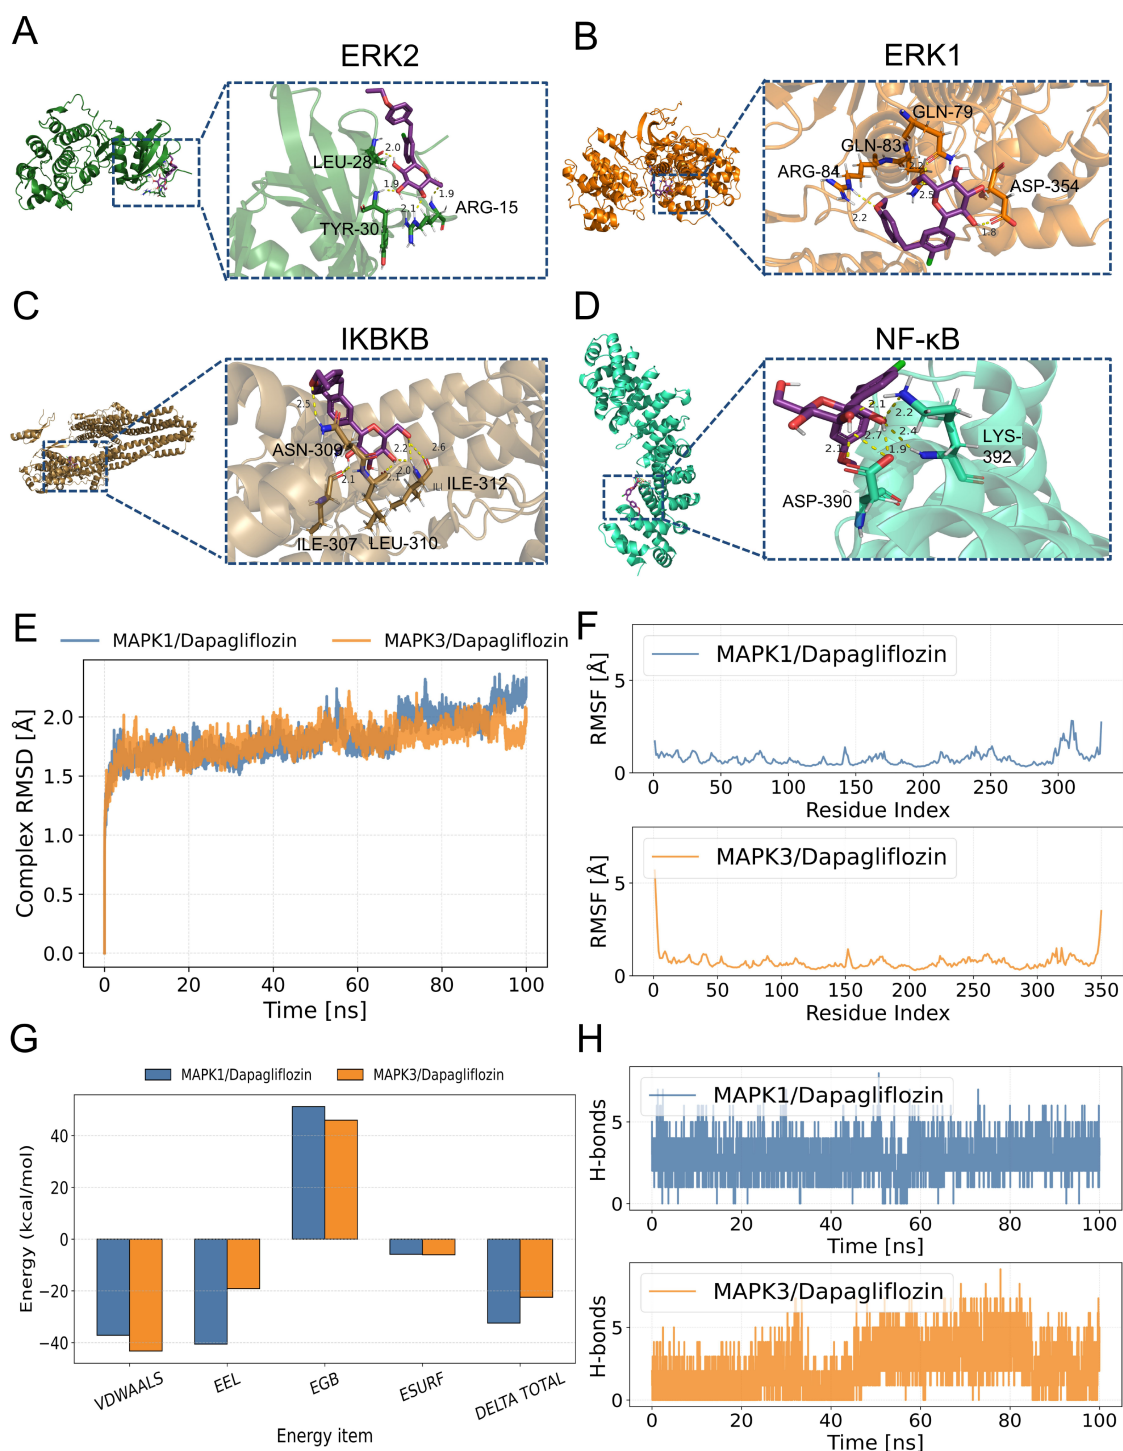 A
ERK2
LEU-28
2.0
1.9
1.9
2.1
ARG-15
TYR-30
B
ERK1
GLN-79
GLN-83
ARG-84
2.2
2.5
ASP-354
2.2
1.8
C
IKBKB
2.5
ASN-309
2.2
2.6
2.1
2.1
2.0
ILE-312
ILE-307
LEU-310
D
NF-κB
2.1
2.2
2.4
2.7
1.9
2.1
LYS-
392
ASP-390
E
MAPK1/Dapagliflozin
MAPK3/Dapagliflozin
Complex RMSD [Å]
2.0
1.5
1.0
0.5
0.0
0 20 40 60 80 100
Time [ns]
F
MAPK1/Dapagliflozin
RMSF [Å]
5
0
0 50 100 150 200 250 300
Residue Index
MAPK3/Dapagliflozin
RMSF [Å]
5
0
0 50 100 150 200 250 300 350
Residue Index
G
MAPK1/Dapagliflozin
MAPK3/Dapagliflozin
Energy (kcal/mol)
40
20
0
−20
−40
VDWAALS EEL EGB ESURF DELTA TOTAL
Energy item
H
MAPK1/Dapagliflozin
H-bonds
5
0
0 20 40 60 80 100
Time [ns]
MAPK3/Dapagliflozin
H-bonds
5
0
0 20 40 60 80 100
Time [ns]